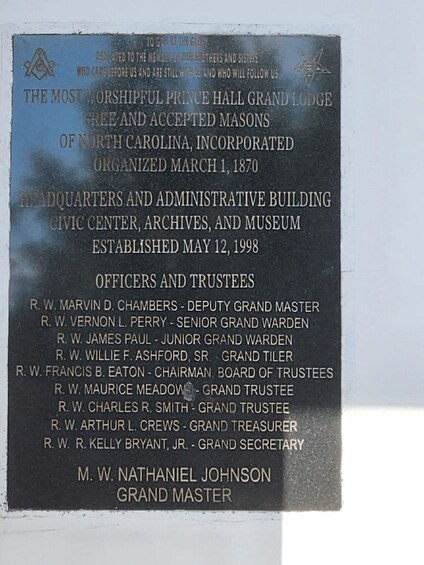 TO GOD BE THE GLORY
DEDICATED TO THE MEMORY OF OUR BROTHERS AND SISTERS
WHO CAME BEFORE US AND ARE STILL WITH US AND WHO WILL FOLLOW US
THE MOST WORSHIPFUL PRINCE HALL GRAND LODGE
FREE AND ACCEPTED MASONS
OF NORTH CAROLINA, INCORPORATED
ORGANIZED MARCH 1, 1870
HEADQUARTERS AND ADMINISTRATIVE BUILDING
CIVIC CENTER, ARCHIVES, AND MUSEUM
ESTABLISHED MAY 12, 1998
OFFICERS AND TRUSTEES
R. W. MARVIN D. CHAMBERS - DEPUTY GRAND MASTER
R. W. VERNON L. PERRY - SENIOR GRAND WARDEN
R. W. JAMES PAUL - JUNIOR GRAND WARDEN
R. W. WILLIE F. ASHFORD, SR. - GRAND TILER
R. W. FRANCIS B. EATON - CHAIRMAN, BOARD OF TRUSTEES
R. W. MAURICE MEADOWS - GRAND TRUSTEE
R. W. CHARLES R. SMITH - GRAND TRUSTEE
R. W. ARTHUR L. CREWS - GRAND TREASURER
R. W. R. KELLY BRYANT, JR. - GRAND SECRETARY
M. W. NATHANIEL JOHNSON
GRAND MASTER